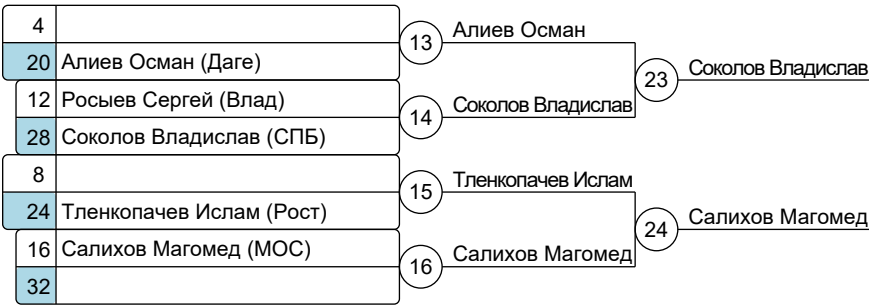 4
20 Алиев Осман (Даге)
12 Росыев Сергей (Влад)
28 Соколов Владислав (СПБ)
8
24 Тленкопачев Ислам (Рост)
16 Салихов Магомед (МОС)
32
13
14
15
16
Алиев Осман
Соколов Владислав
Тленкопачев Ислам
Салихов Магомед
23
24
Соколов Владислав
Салихов Магомед